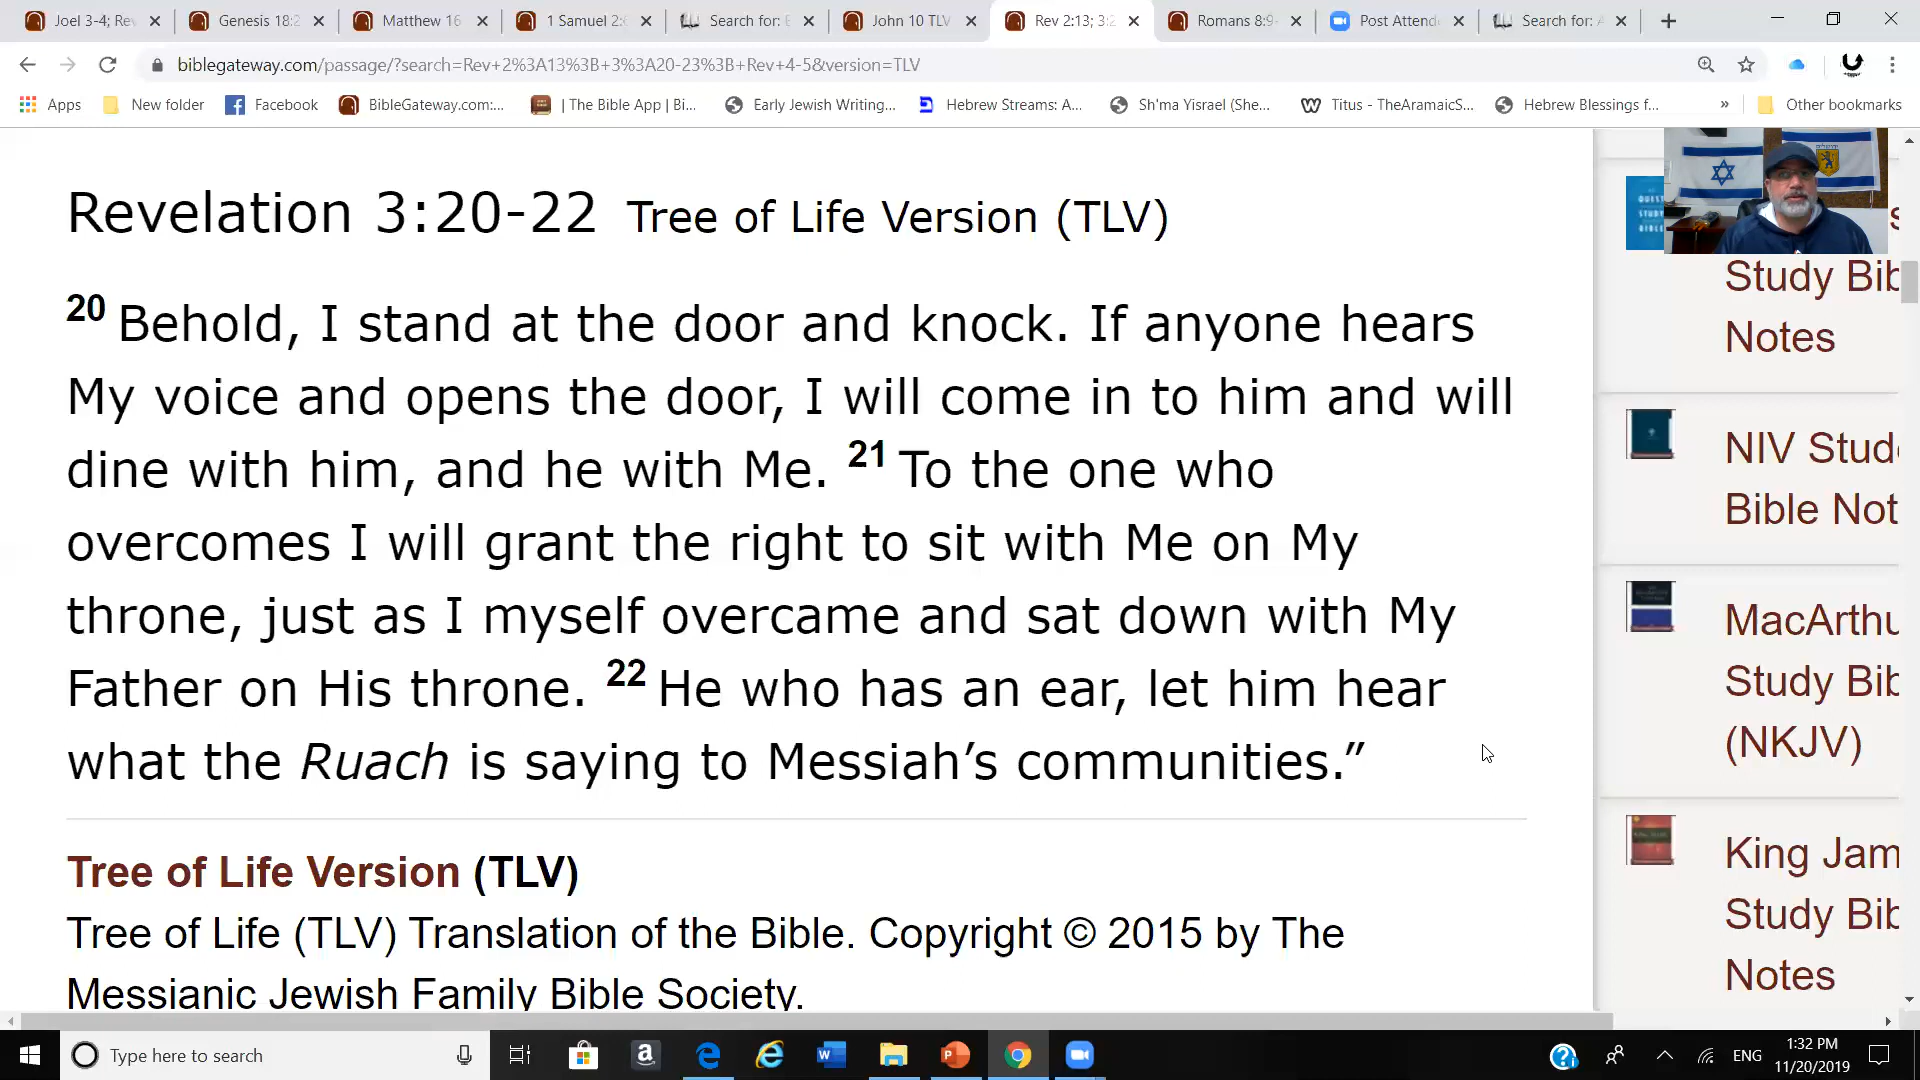 Joel 3-4; Rev
Genesis 18:2
Matthew 16
1 Samuel 2:
Search for:
John 10 TLV
Rev 2:13; 3:2
Romans 8:9-
Post Attend
Search for:
biblegateway.com/passage/?search=Rev+2%3A13%3B+3%3A20-23%3B+Rev+4-5&version=TLV
Apps
New folder
Facebook
BibleGateway.com:...
| The Bible App | Bi...
Early Jewish Writing...
Hebrew Streams: A...
Sh'ma Yisrael (She...
Titus - TheAramaicS...
Hebrew Blessings f...
»
Other bookmarks
Revelation 3:20-22 Tree of Life Version (TLV)
20 Behold, I stand at the door and knock. If anyone hears
My voice and opens the door, I will come in to him and will
dine with him, and he with Me. 21 To the one who
overcomes I will grant the right to sit with Me on My
throne, just as I myself overcame and sat down with My
Father on His throne. 22 He who has an ear, let him hear
what the Ruach is saying to Messiah’s communities.”
Tree of Life Version (TLV)
Tree of Life (TLV) Translation of the Bible. Copyright © 2015 by The
Messianic Jewish Family Bible Society.
QUEST
STUDY
BIBLE
Study Bib
Notes
NIV Stud
Bible Not
MacArthu
Study Bib
(NKJV)
King Jam
Study Bib
Notes
Type here to search
ENG
1:32 PM
11/20/2019